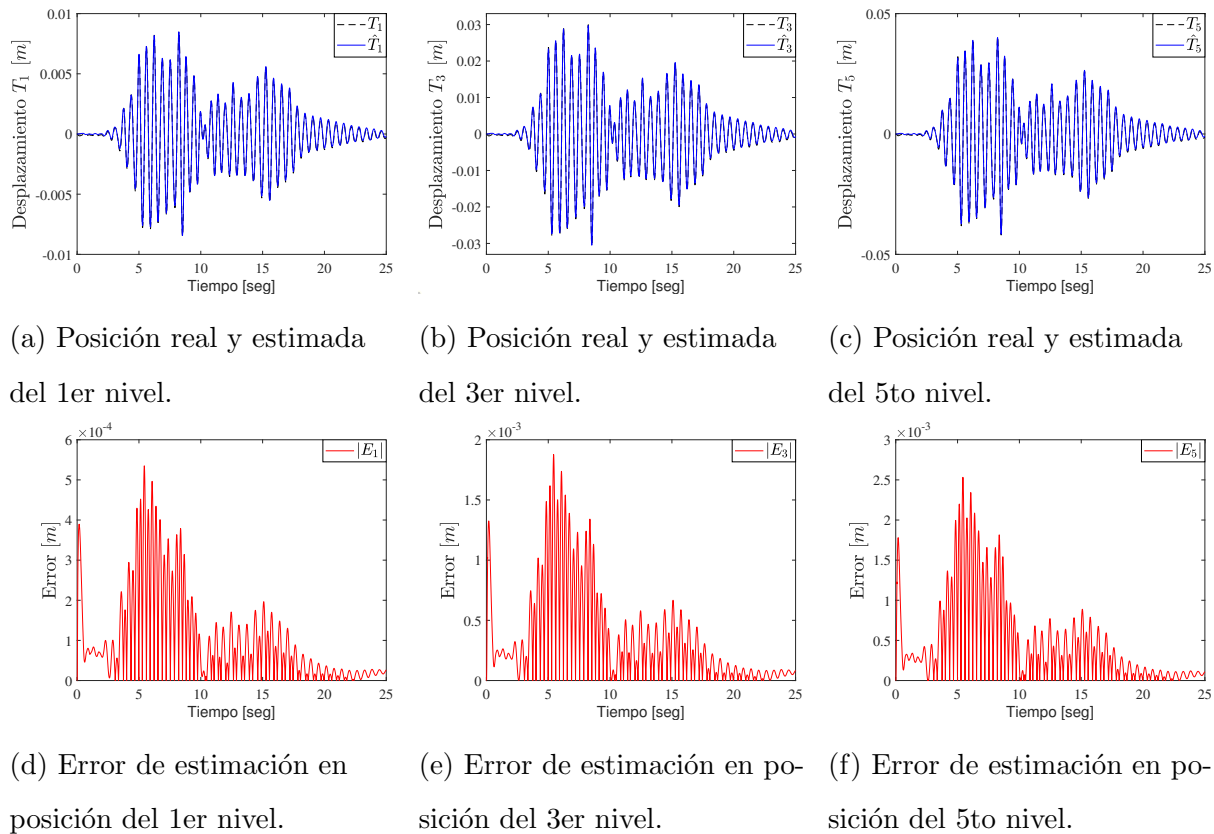 0.01
0.005
0
-0.005
-0.01
0 5 10 15 20 25
Desplazamiento T1 [m]
Tiempo [seg]
T1
T̂1
0.03
0.02
0.01
0
-0.01
-0.02
-0.03
0 5 10 15 20 25
Desplazamiento T3 [m]
Tiempo [seg]
T3
T̂3
0.05
0
-0.05
0 5 10 15 20 25
Desplazamiento T5 [m]
Tiempo [seg]
T5
T̂5
(a) Posición real y estimada
del 1er nivel.
(b) Posición real y estimada
del 3er nivel.
(c) Posición real y estimada
del 5to nivel.
×10-4
6
5
4
3
2
1
0
0 5 10 15 20 25
Error [m]
Tiempo [seg]
|E1|
×10-3
2
1.5
1
0.5
0
0 5 10 15 20 25
Error [m]
Tiempo [seg]
|E3|
×10-3
3
2.5
2
1.5
1
0.5
0
0 5 10 15 20 25
Error [m]
Tiempo [seg]
|E5|
(d) Error de estimación en
posición del 1er nivel.
(e) Error de estimación en po-
sición del 3er nivel.
(f) Error de estimación en po-
sición del 5to nivel.